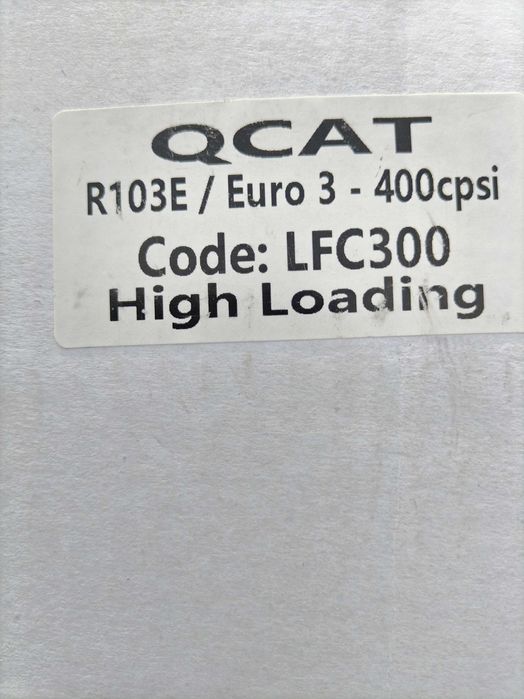 QCAT
R103E / Euro 3 - 400cpsi
Code: LFC300
High Loading